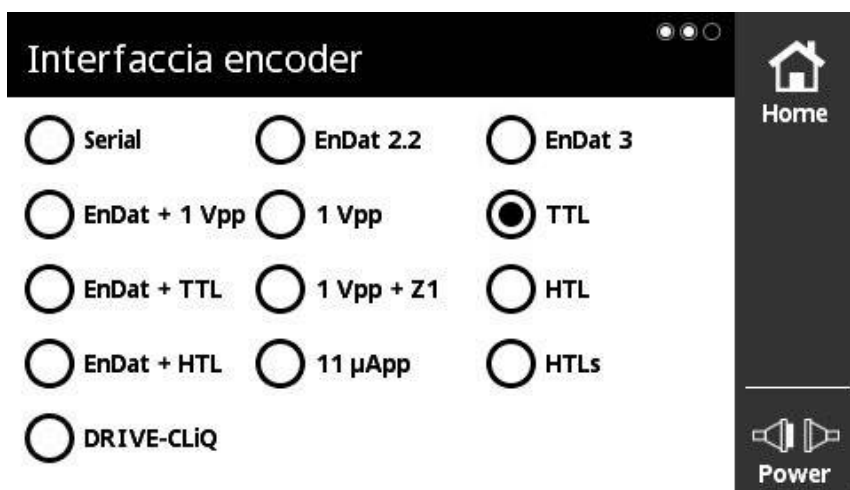 Interfaccia encoder
Home
Serial EnDat 2.2 EnDat 3
EnDat + 1 Vpp 1 Vpp TTL
EnDat + TTL 1 Vpp + Z1 HTL
EnDat + HTL 11 µApp HTLs
DRIVE-CLiQ
Power